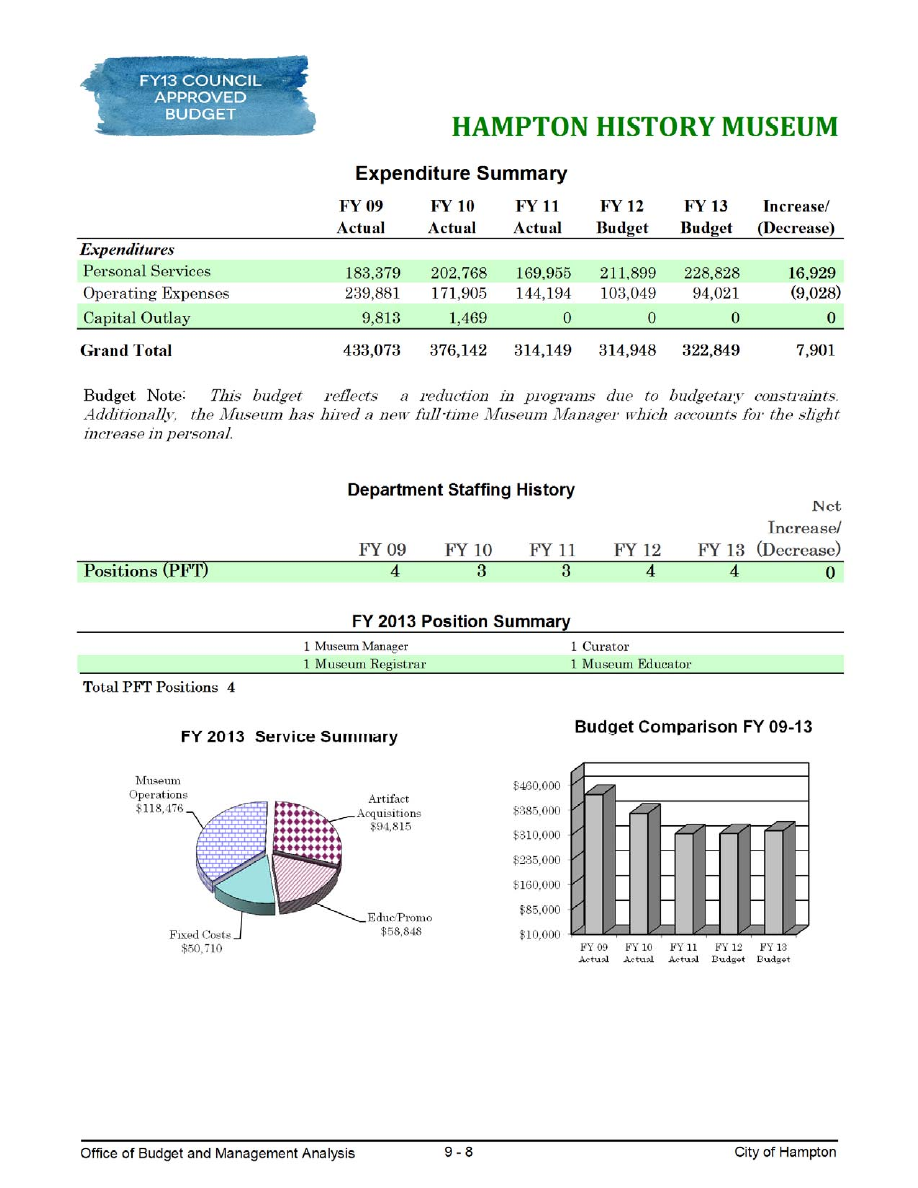 FY13 COUNCIL
APPROVED
BUDGET
HAMPTON HISTORY MUSEUM
Expenditure Summary
FY 09 FY 10 FY 11 FY 12 FY 13 Increase/
Actual Actual Actual Budget Budget (Decrease)
Expenditures
Personal Services 183,379 202,768 169,955 211,899 228,828 16,929
Operating Expenses 239,881 171,905 144,194 103,049 94,021 (9,028)
Capital Outlay 9,813 1,469 0 0 0 0
Grand Total 433,073 376,142 314,149 314,948 322,849 7,901
Budget Note: This budget reflects a reduction in programs due to budgetary constraints.
Additionally, the Museum has hired a new full-time Museum Manager which accounts for the slight
increase in personal.
Department Staffing History
Net
Increase/
FY 09 FY 10 FY 11 FY 12 FY 13 (Decrease)
Positions (PFT) 4 3 3 4 4 0
FY 2013 Position Summary
1 Museum Manager 1 Curator
1 Museum Registrar 1 Museum Educator
Total PFT Positions 4
FY 2013 Service Summary
Museum
Operations
$118,476
Artifact
Acquisitions
$94,815
Educ/Promo
$58,848
Fixed Costs
$50,710
Budget Comparison FY 09-13
$460,000
$385,000
$310,000
$235,000
$160,000
$85,000
$10,000
FY 09 FY 10 FY 11 FY 12 FY 13
Actual Actual Actual Budget Budget
Office of Budget and Management Analysis 9 - 8 City of Hampton